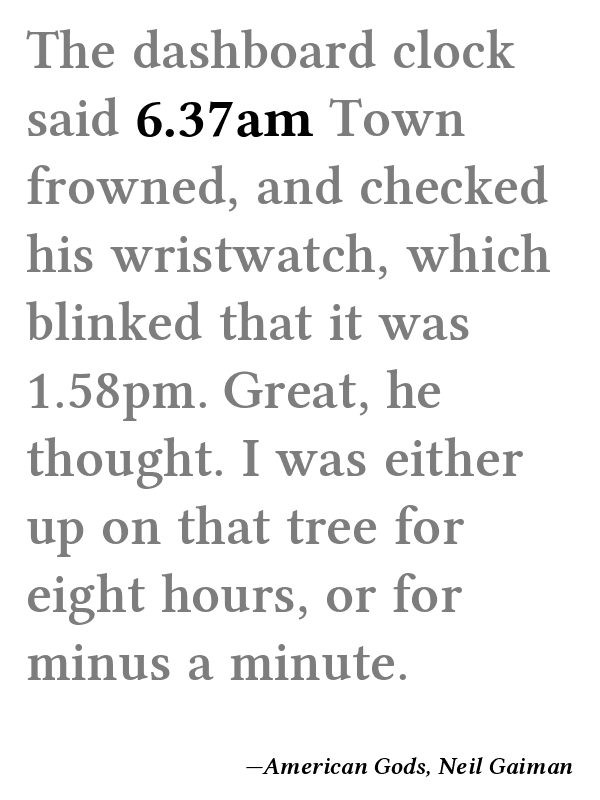 The dashboard clock
said 6.37am Town
frowned, and checked
his wristwatch, which
blinked that it was
1.58pm. Great, he
thought. I was either
up on that tree for
eight hours, or for
minus a minute.
—American Gods, Neil Gaiman